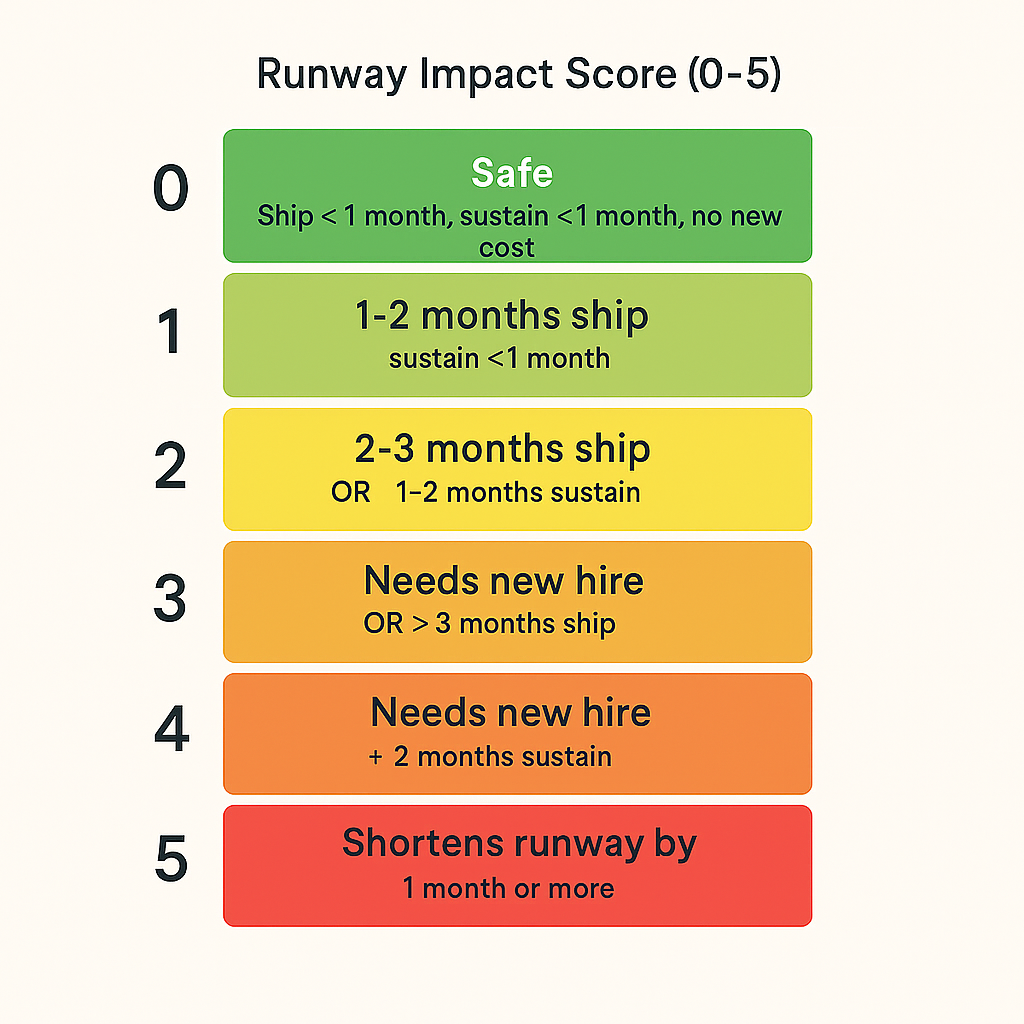 Runway Impact Score (0-5)
0
Safe
Ship < 1 month, sustain <1 month, no new
cost
1
1-2 months ship
sustain <1 month
2
2-3 months ship
OR 1–2 months sustain
3
Needs new hire
OR > 3 months ship
4
Needs new hire
+ 2 months sustain
5
Shortens runway by
1 month or more